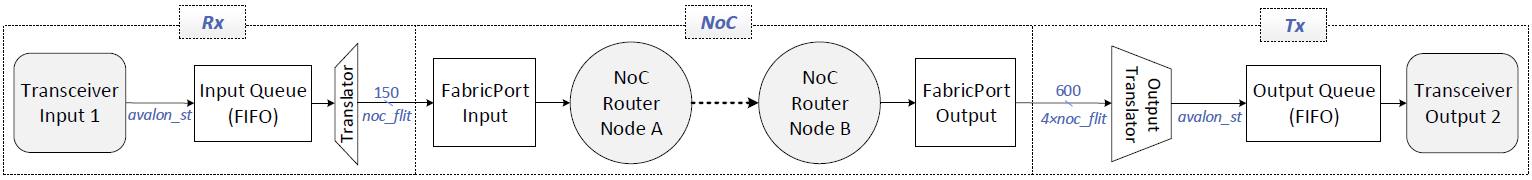 Rx
NoC
Tx
Transceiver
Input 1
avalon_st
Input Queue
(FIFO)
Translator
150
noc_flit
FabricPort
Input
NoC
Router
Node A
NoC
Router
Node B
FabricPort
Output
600
4×noc_flit
Output
Translator
avalon_st
Output Queue
(FIFO)
Transceiver
Output 2